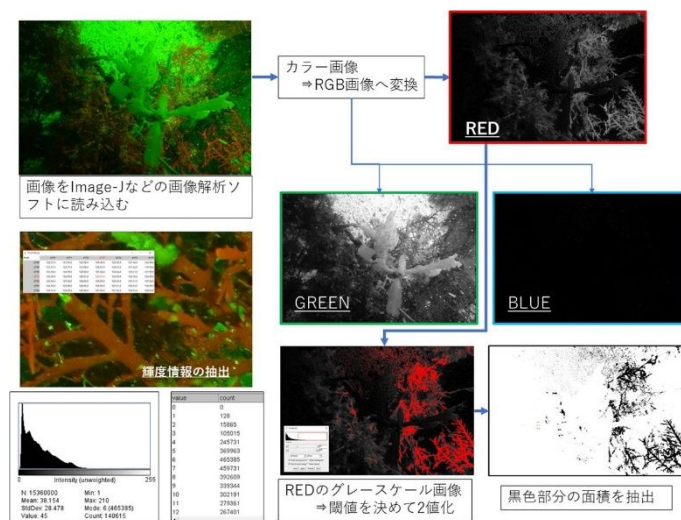 カラー画像
⇒RGB画像へ変換
RED
画像をImage-Jなどの画像解析ソ
フトに読み込む
GREEN
BLUE
輝度情報の抽出
value count
0 0
1 128
2 15865
3 105015
4 245731
5 369963
6 465385
7 459731
8 392609
9 339344
10 302191
11 279361
12 267401
0 255
Intensity (unweighted)
N: 15360000 Min: 1
Mean: 38.154 Max: 210
StdDev: 28.478 Mode: 6 (465385)
Value: 45 Count: 140615
REDのグレースケール画像
⇒閾値を決めて2値化
黒色部分の面積を抽出